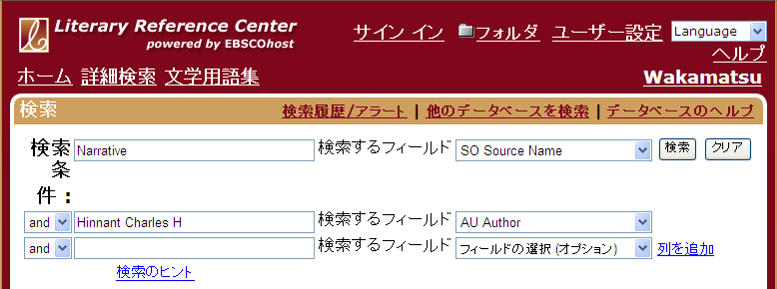 Literary Reference Center
powered by EBSCOhost
サイン イン フォルダ ユーザー設定 Language
ヘルプ
ホーム 詳細検索 文学用語集
Wakamatsu
検索
検索履歴/アラート | 他のデータベースを検索 | データベースのヘルプ
検索条件： Narrative 検索するフィールド SO Source Name 検索 クリア
and Hinnant Charles H 検索するフィールド AU Author
and 検索するフィールド フィールドの選択 (オプション) 列を追加
検索のヒント